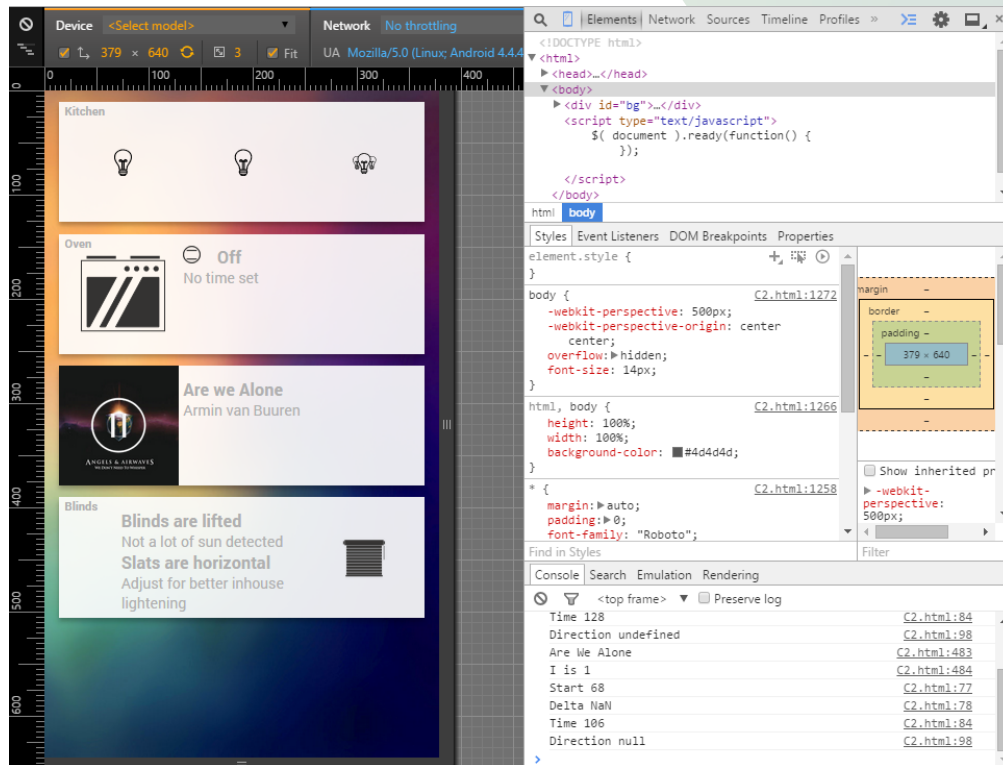 Device <Select model> ▼
Network No throttling
379 × 640 3 Fit
UA Mozilla/5.0 (Linux; Android 4.4.4
0 100 200 300 400
0
100
200
300
400
500
600
Kitchen
Oven
Off
No time set
Are we Alone
Armin van Buuren
ANGELS & AIRWAVES
WE DON'T NEED TO WHISPER
Blinds
Blinds are lifted
Not a lot of sun detected
Slats are horizontal
Adjust for better inhouse
lightening
Elements Network Sources Timeline Profiles »
<!DOCTYPE html>
▼<html>
▶<head>…</head>
▼<body>
▶<div id="bg">…</div>
<script type="text/javascript">
$( document ).ready(function() {
});
</script>
</body>
html body
Styles Event Listeners DOM Breakpoints Properties
element.style {
}
body { C2.html:1272
-webkit-perspective: 500px;
-webkit-perspective-origin: center
center;
overflow:▶hidden;
font-size: 14px;
}
html, body { C2.html:1266
height: 100%;
width: 100%;
background-color: #4d4d4d;
}
* { C2.html:1258
margin:▶auto;
padding:▶0;
font-family: "Roboto";
Find in Styles
margin –
border –
padding –
– – 379 × 640 – –
–
–
–
Show inherited pr
▶ -webkit-
perspective:
500px;
Filter
Console Search Emulation Rendering
<top frame> ▼ Preserve log
Time 128 C2.html:84
Direction undefined C2.html:98
Are We Alone C2.html:483
I is 1 C2.html:484
Start 68 C2.html:77
Delta NaN C2.html:78
Time 106 C2.html:84
Direction null C2.html:98
>